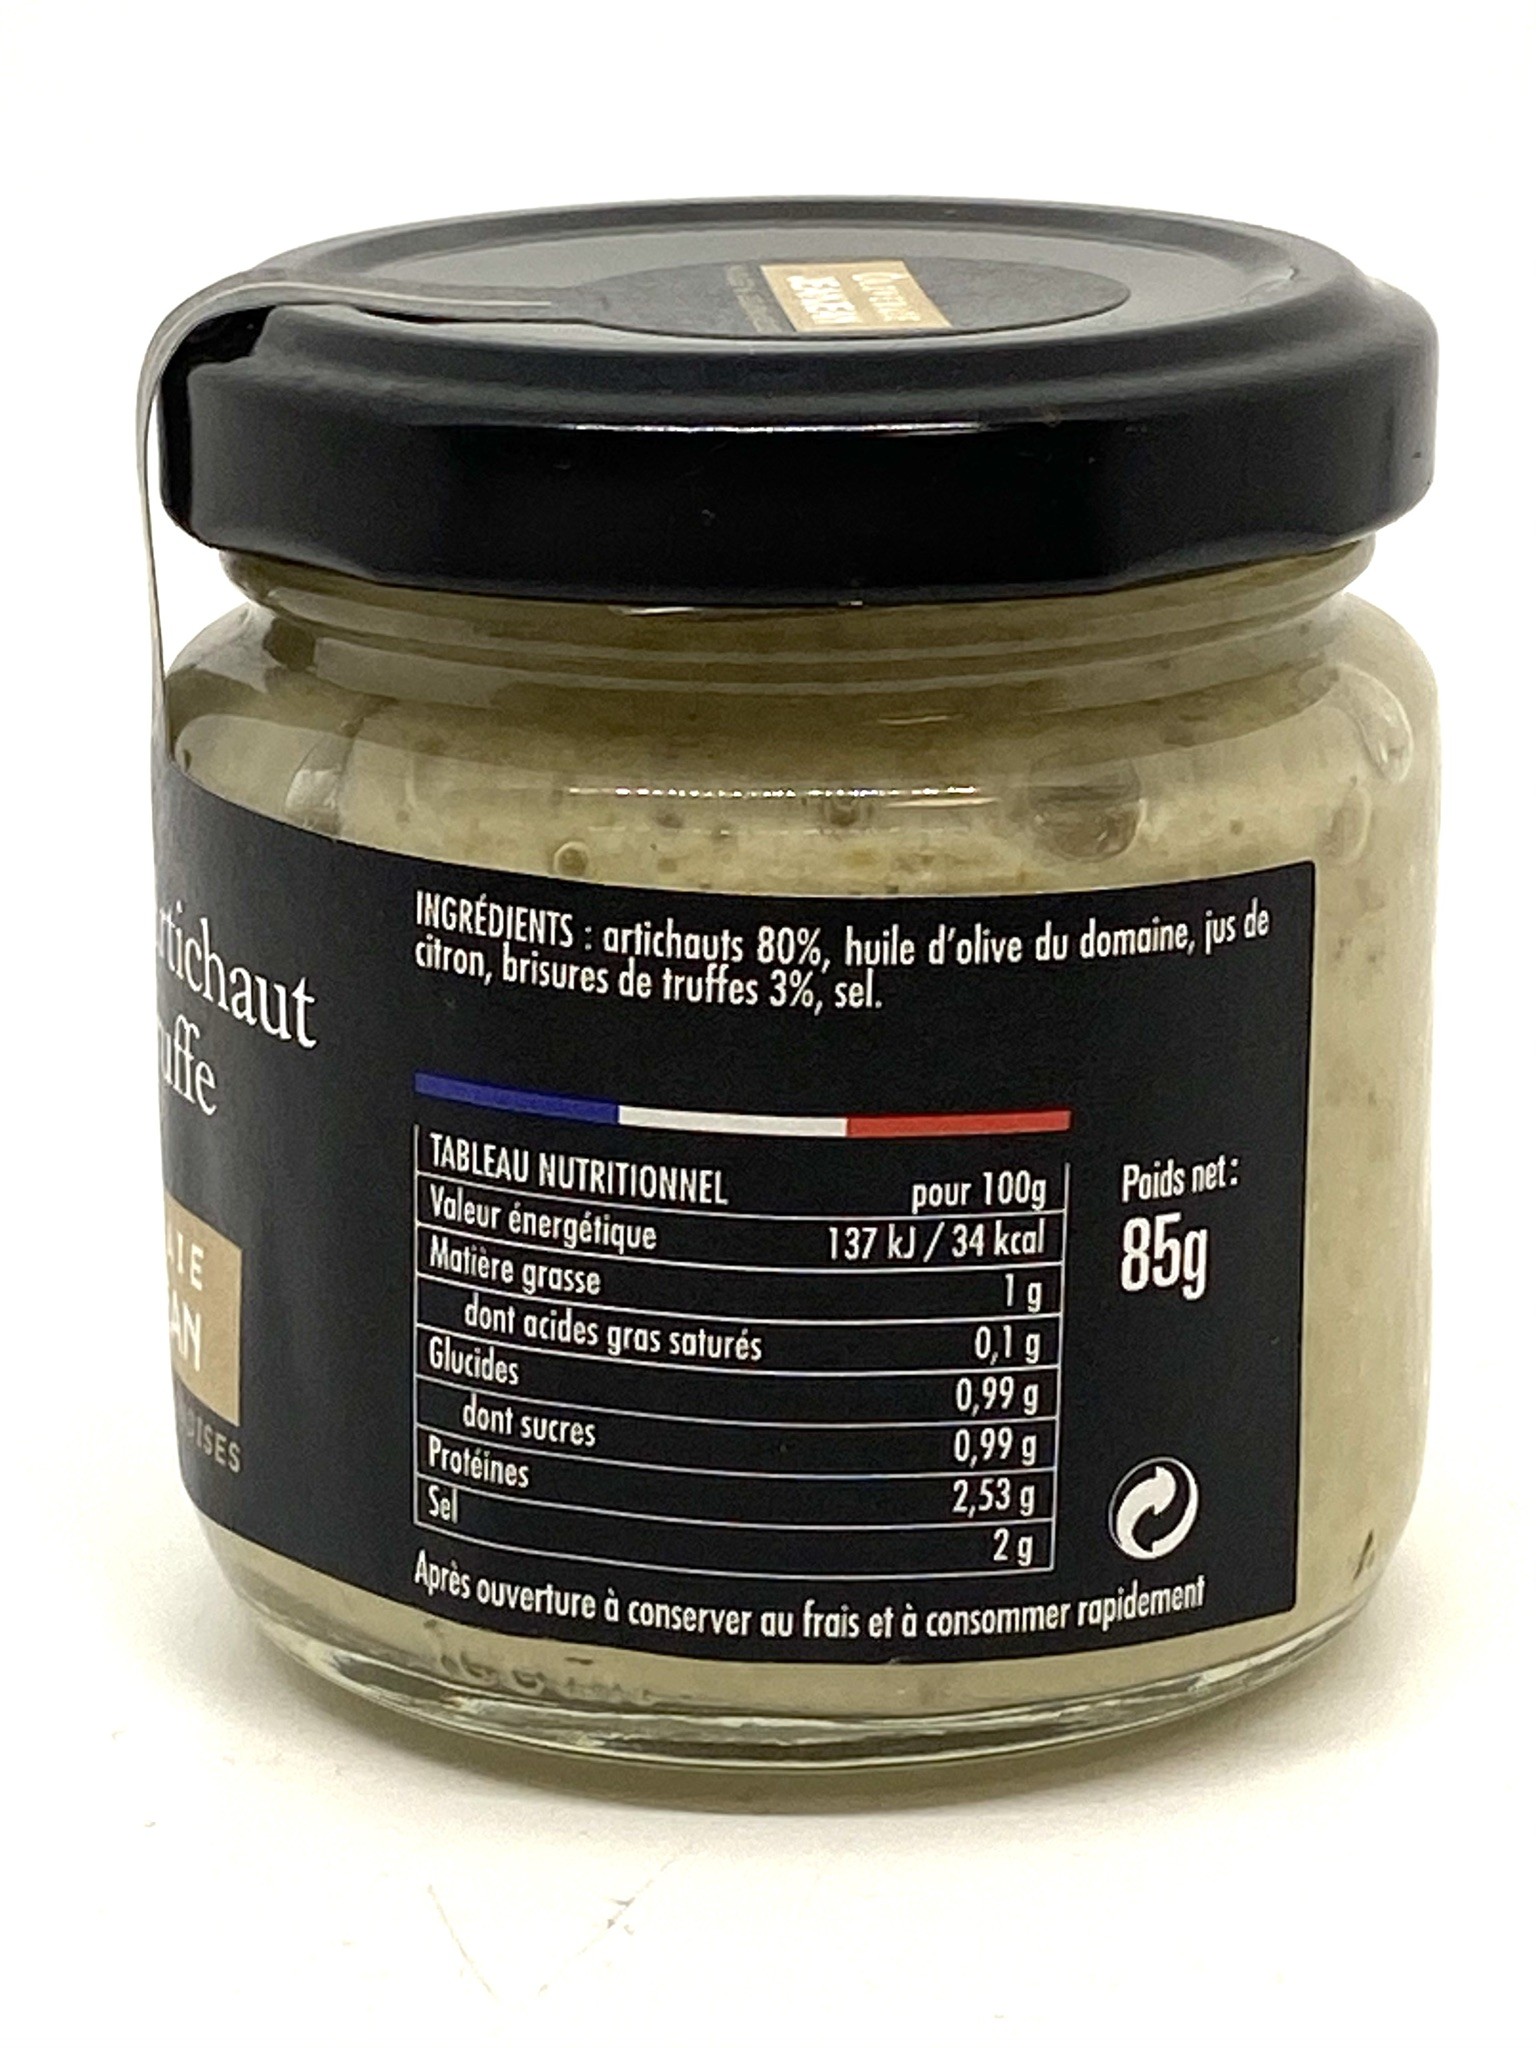 INGRÉDIENTS : artichauts 80%, huile d'olive du domaine, jus de
citron, brisures de truffes 3%, sel.
TABLEAU NUTRITIONNEL pour 100g
Valeur énergétique 137 kJ / 34 kcal
Matière grasse 1 g
dont acides gras saturés 0,1 g
Glucides 0,99 g
dont sucres 0,99 g
Protéines 2,53 g
Sel 2 g
Après ouverture à conserver au frais et à consommer rapidement
Poids net :
85g